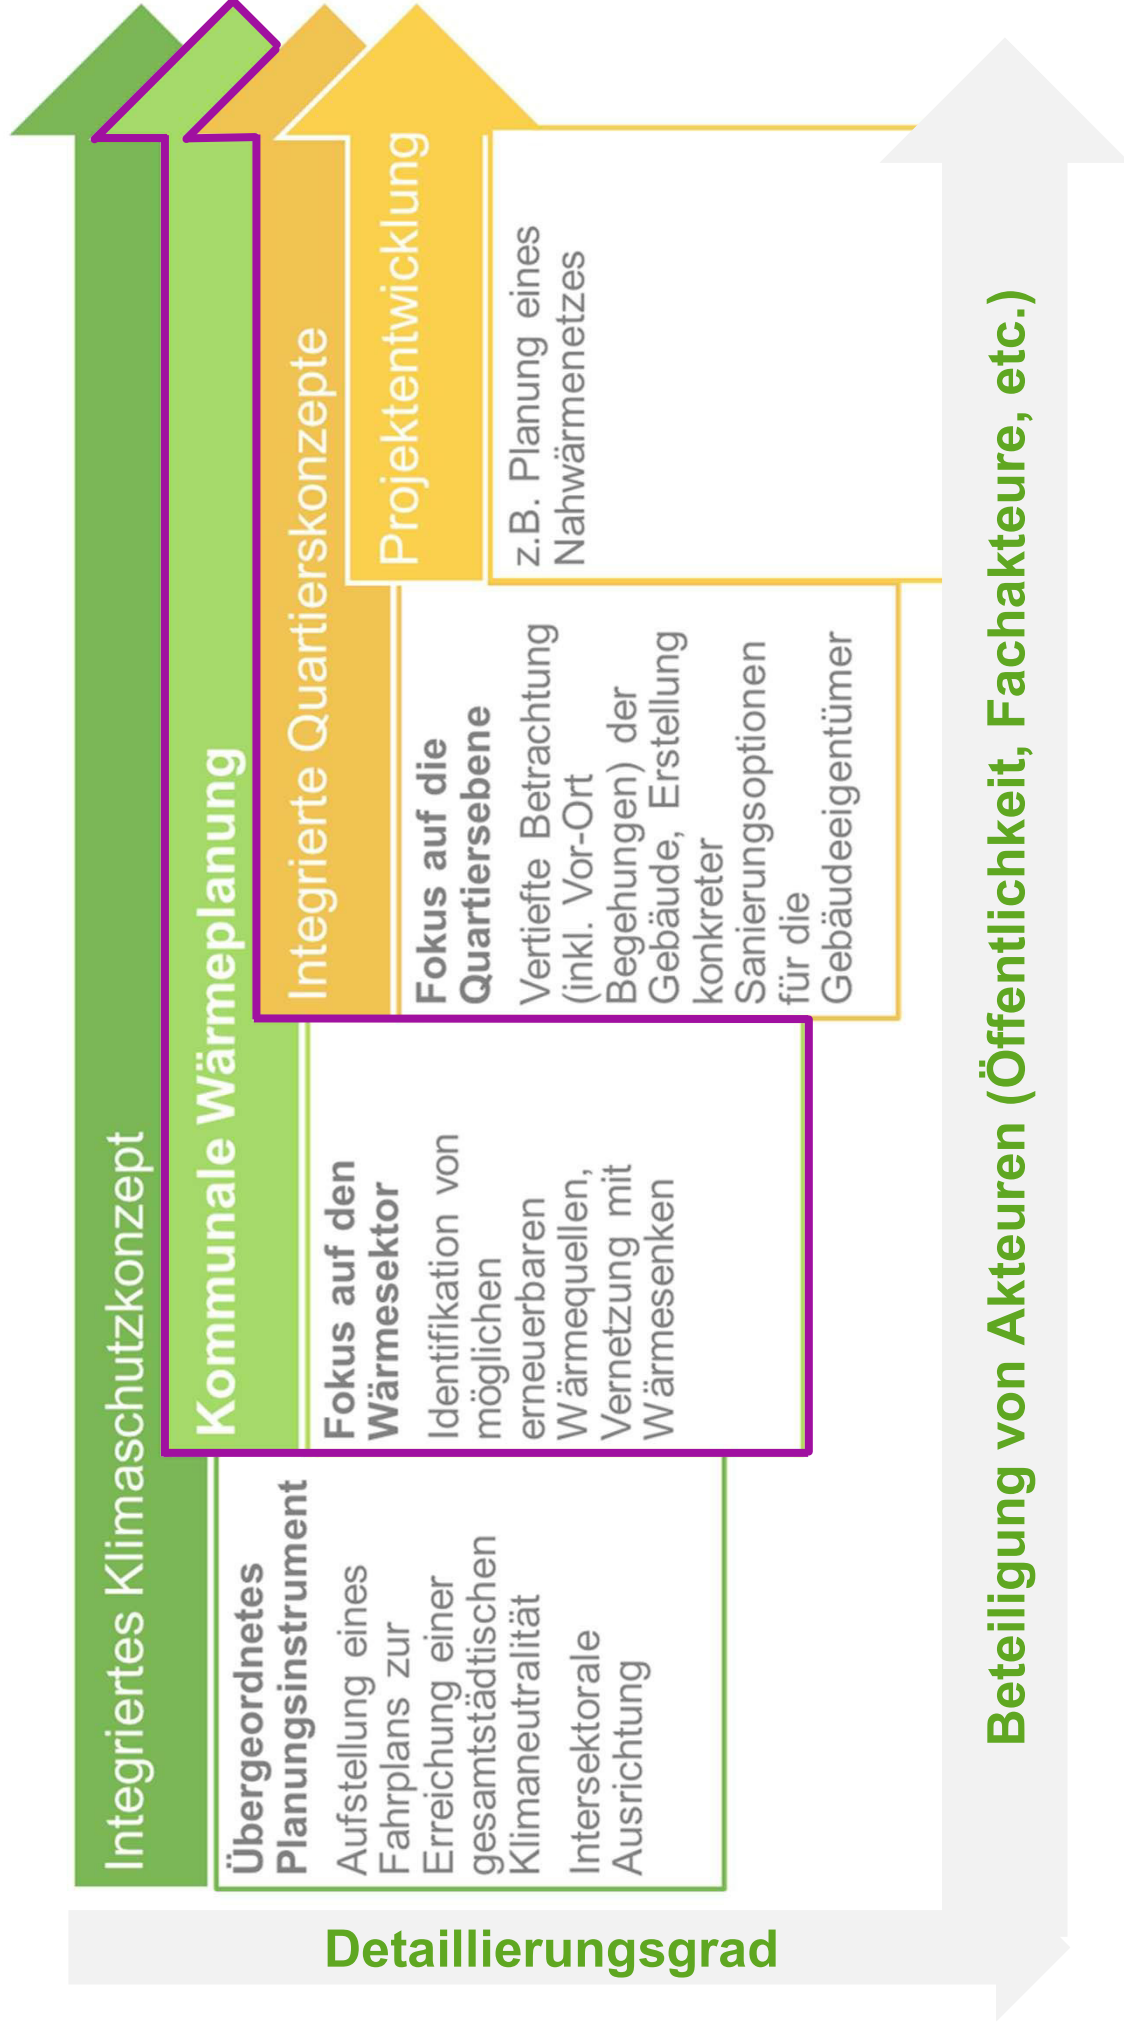 Integriertes Klimaschutzkonzept
Übergeordnetes
Planungsinstrument
Aufstellung eines
Fahrplans zur
Erreichung einer
gesamtstädtischen
Klimaneutralität
Intersektorale
Ausrichtung
Kommunale Wärmeplanung
Fokus auf den
Wärmesektor
Identifikation von
möglichen
erneuerbaren
Wärmequellen,
Vernetzung mit
Wärmesenken
Integrierte Quartierskonzepte
Fokus auf die
Quartiersebene
Vertiefte Betrachtung
(inkl. Vor-Ort
Begehungen) der
Gebäude, Erstellung
konkreter
Sanierungsoptionen
für die
Gebäudeeigentümer
Projektentwicklung
z.B. Planung eines
Nahwärmenetzes
Beteiligung von Akteuren (Öffentlichkeit, Fachakteure, etc.)
Detaillierungsgrad